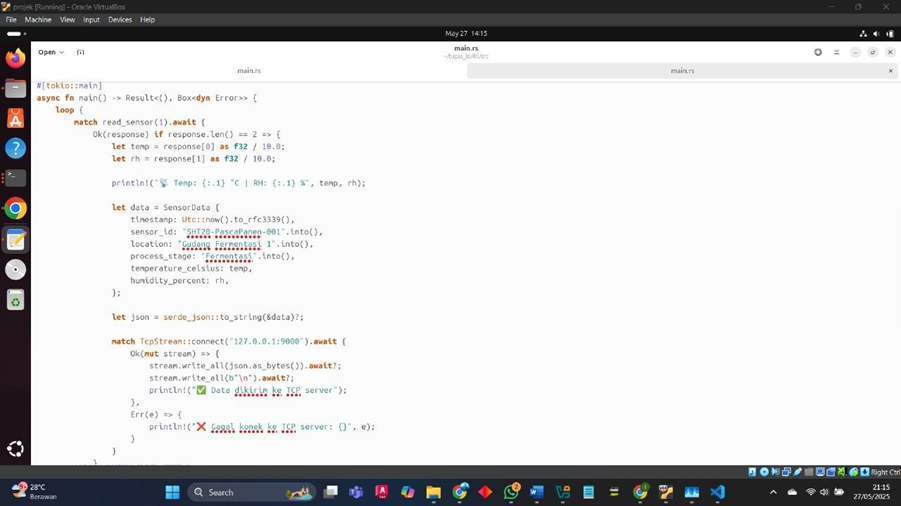 projek [Running] - Oracle VirtualBox
File Machine View Input Devices Help
May 27 14:15
Open
main.rs
main.rs
main.rs
#[tokio::main]
async fn main() -> Result<(), Box<dyn Error>> {
loop {
match read_sensor(1).await {
Ok(response) if response.len() == 2 => {
let temp = response[0] as f32 / 10.0;
let rh = response[1] as f32 / 10.0;
println!("📡 Temp: {:.1} °C | RH: {:.1} %", temp, rh);
let data = SensorData {
timestamp: Utc::now().to_rfc3339(),
sensor_id: "SHT20-PascaPanen-001".into(),
location: "Gudang Fermentasi 1".into(),
process_stage: "Fermentasi".into(),
temperature_celsius: temp,
humidity_percent: rh,
};
let json = serde_json::to_string(&data)?;
match TcpStream::connect("127.0.0.1:9000").await {
Ok(mut stream) => {
stream.write_all(json.as_bytes()).await?;
stream.write_all(b"\n").await?;
println!("✅ Data dikirim ke TCP server");
},
Err(e) => {
println!("❌ Gagal konek ke TCP server: {}", e);
}
}
}
Right Ctrl
28°C
Berawan
Search
21:15
27/05/2025